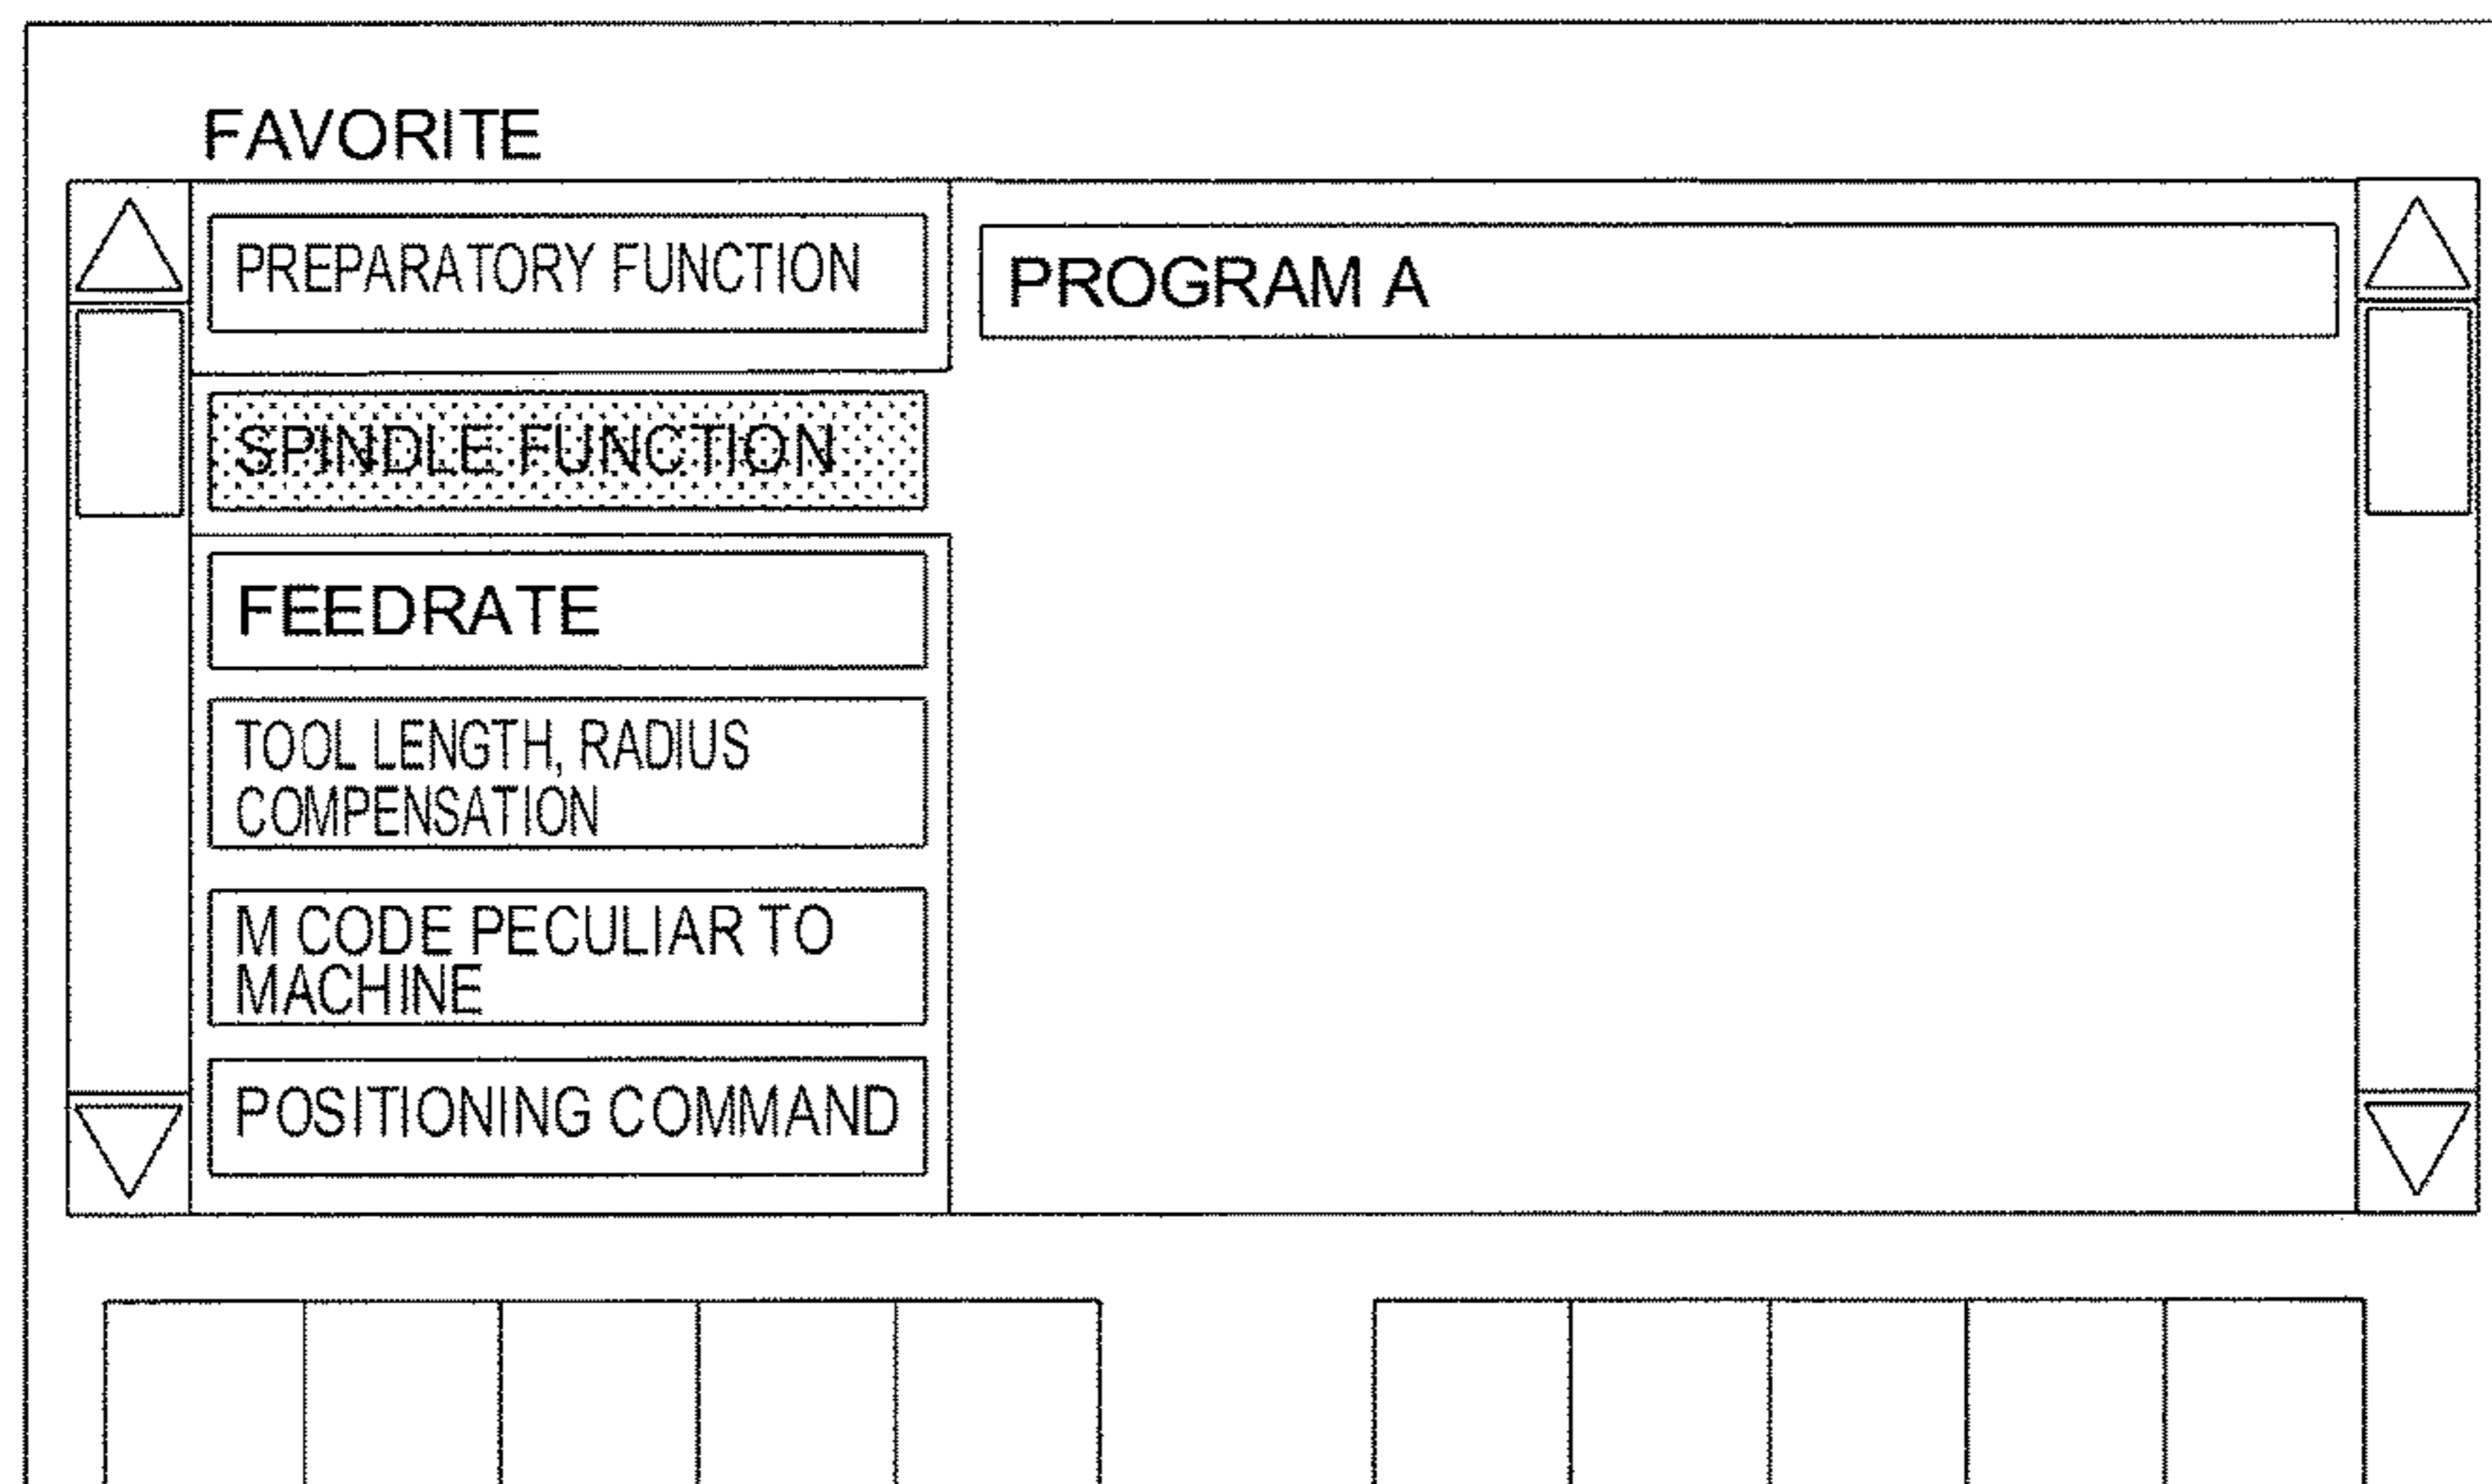 FAVORITE
PREPARATORY FUNCTION
PROGRAM A
SPINDLE FUNCTION
FEEDRATE
TOOL LENGTH, RADIUS
COMPENSATION
M CODE PECULIAR TO
MACHINE
POSITIONING COMMAND